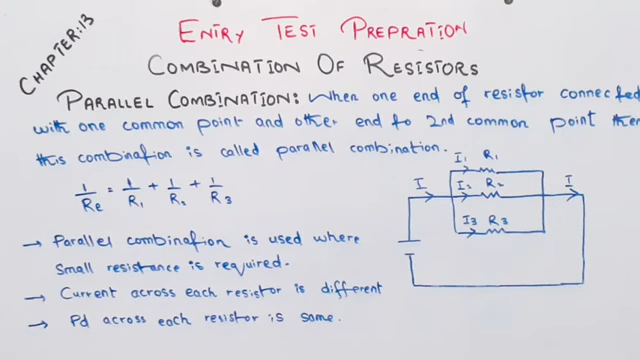 CHAPTER:13
ENTRY TEST PREPRATION
COMBINATION OF RESISTORS
PARALLEL COMBINATION: When one end of resistor connected
with one common point and other end to 2nd common point then
this combination is called parallel combination.
1/Re = 1/R1 + 1/R2 + 1/R3
I1 R1
I I2 R2 I
I3 R3
→ Parallel combination is used where
small resistance is required.
→ Current across each resistor is different
→ Pd across each resistor is same.